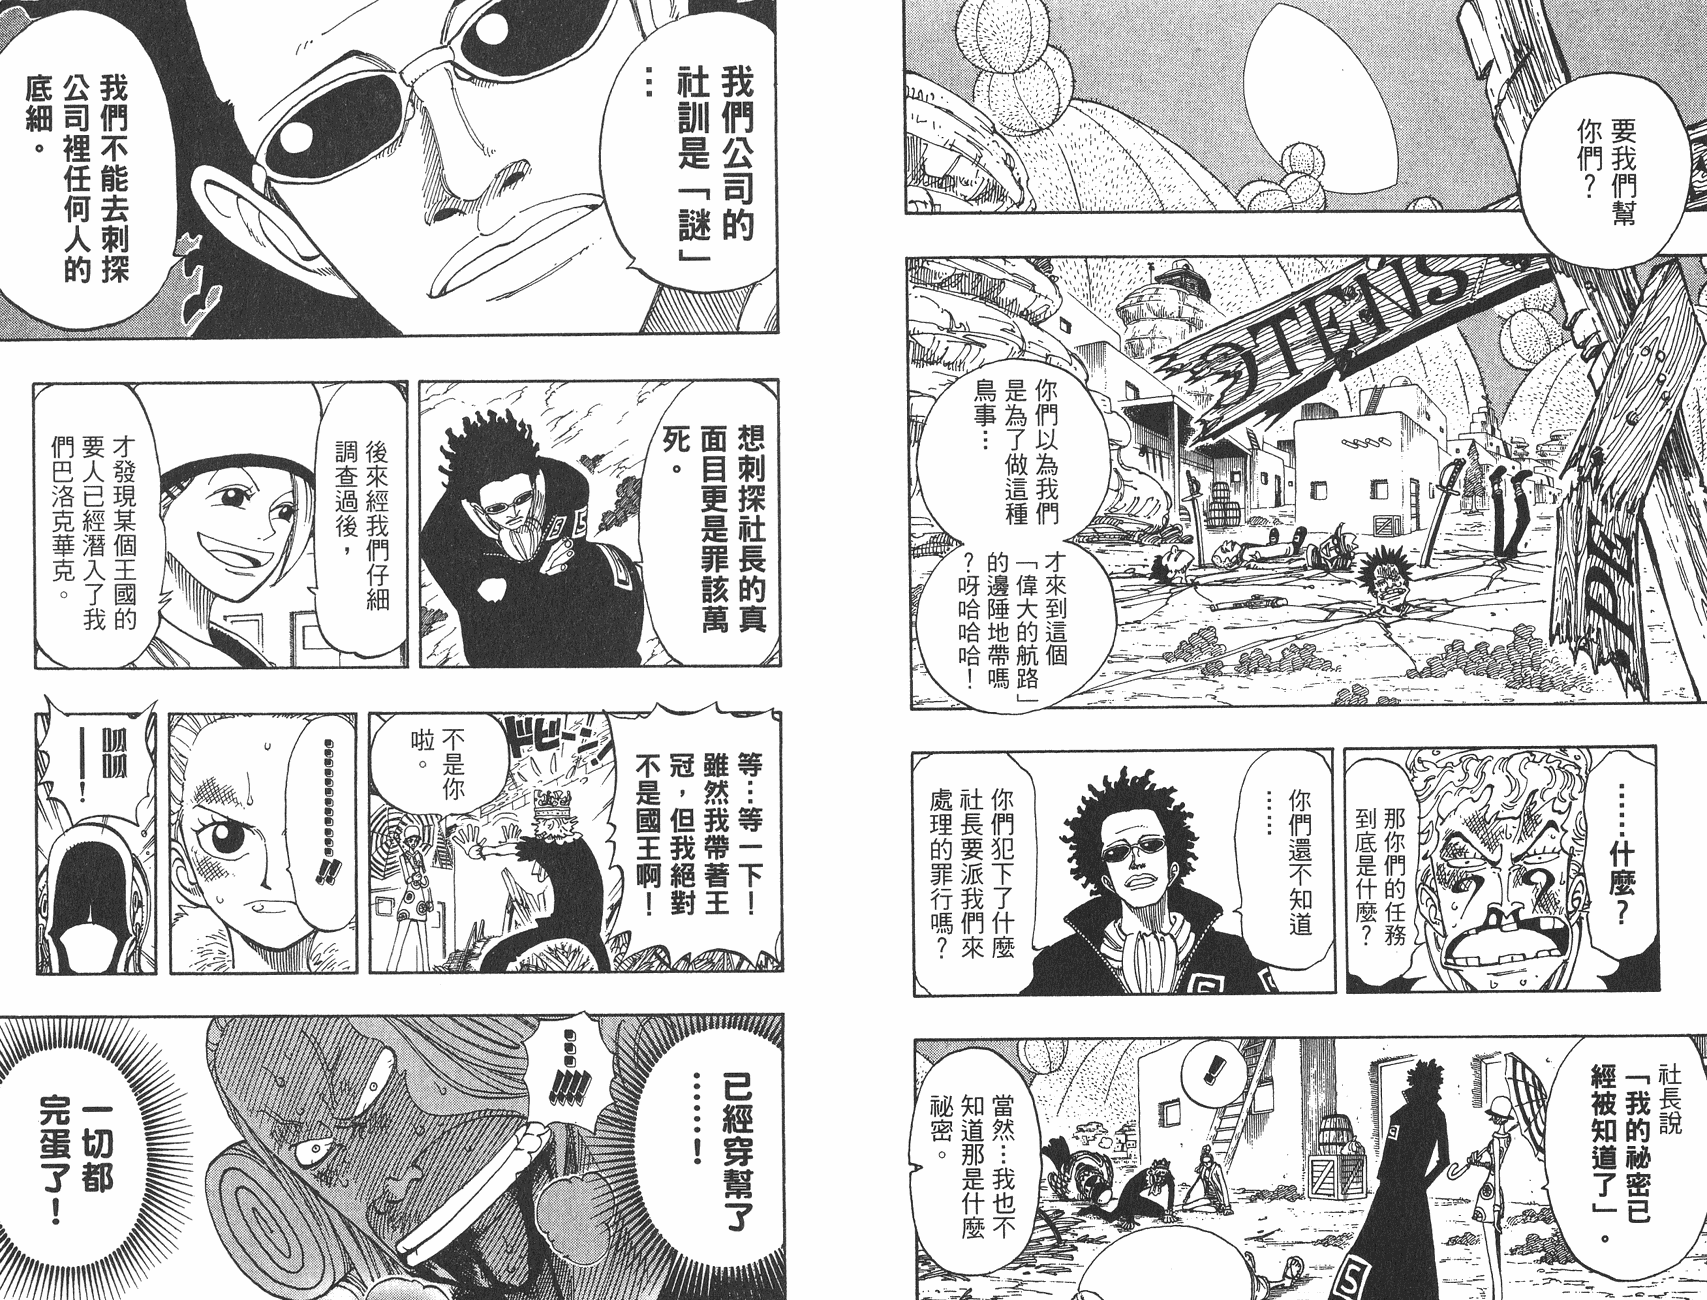 要我們幫
你們？
OTENS
你們以為我們
是為了做這種
鳥事…
才來到這個
「偉大的航路」
的邊陲地帶嗎
？呀哈哈哈！
……什麼？
那你們的任務
到底是什麼？
你們還不知道
……
你們犯下了什麼
社長要派我們來
處理的罪行嗎？
5
社長說
「我的祕密已
經被知道了」。
！
當然…我也不
知道那是什麼
祕密。
5
5
我們公司的
社訓是「謎」
…
我們不能去刺探
公司裡任何人的
底細。
想刺探社長的真
面目更是罪該萬
死。
5
後來經我們仔細
調查過後，
才發現某個王國的
要人已經潛入了我
們巴洛克華克。
等…等一下！
雖然我帶著王
冠，但我絕對
不是國王啊！
ドビーン
不是你
啦。
…………!!
呱呱
—！
…!!!!
已經穿幫了
……！
一切都
完蛋了！